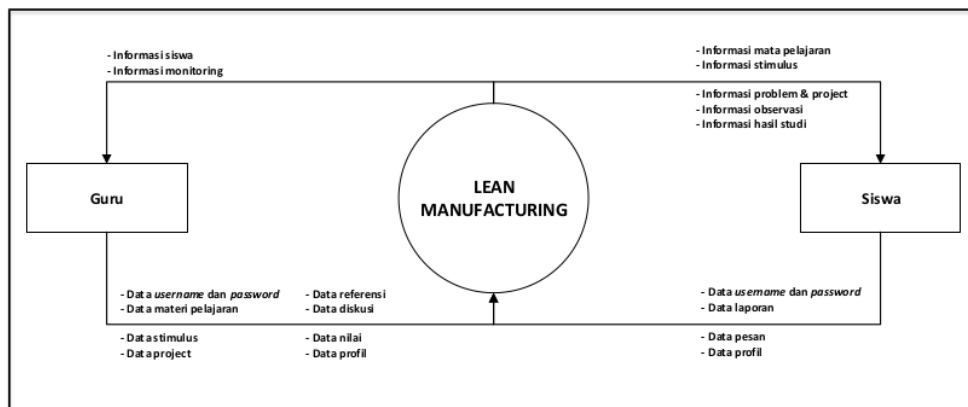 - Informasi siswa
- Informasi monitoring
- Informasi mata pelajaran
- Informasi stimulus
- Informasi problem & project
- Informasi observasi
- Informasi hasil studi
Guru
LEAN
MANUFACTURING
Siswa
- Data username dan password
- Data materi pelajaran
- Data stimulus
- Data project
- Data referensi
- Data diskusi
- Data nilai
- Data profil
- Data username dan password
- Data laporan
- Data pesan
- Data profil